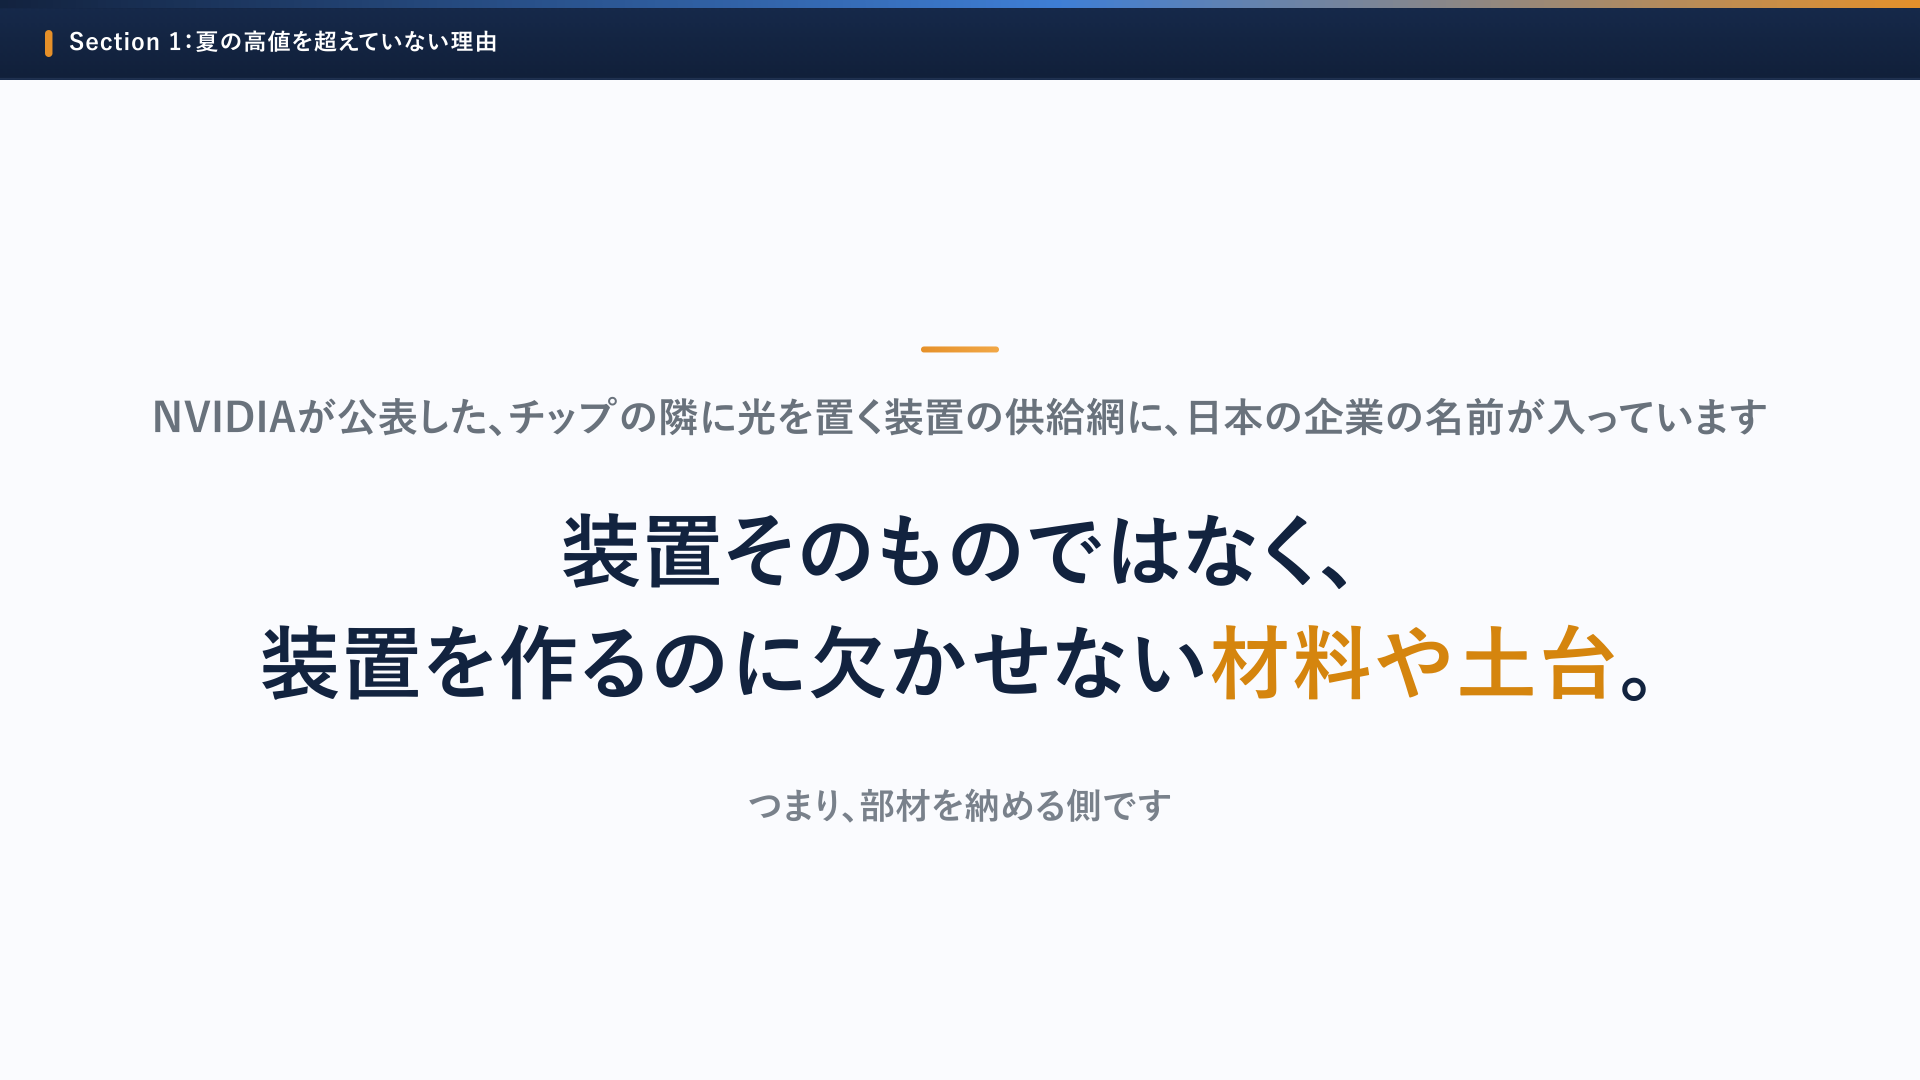 Section 1：夏の高値を超えていない理由
NVIDIAが公表した、チップの隣に光を置く装置の供給網に、日本の企業の名前が入っています
装置そのものではなく、
装置を作るのに欠かせない材料や土台。
つまり、部材を納める側です